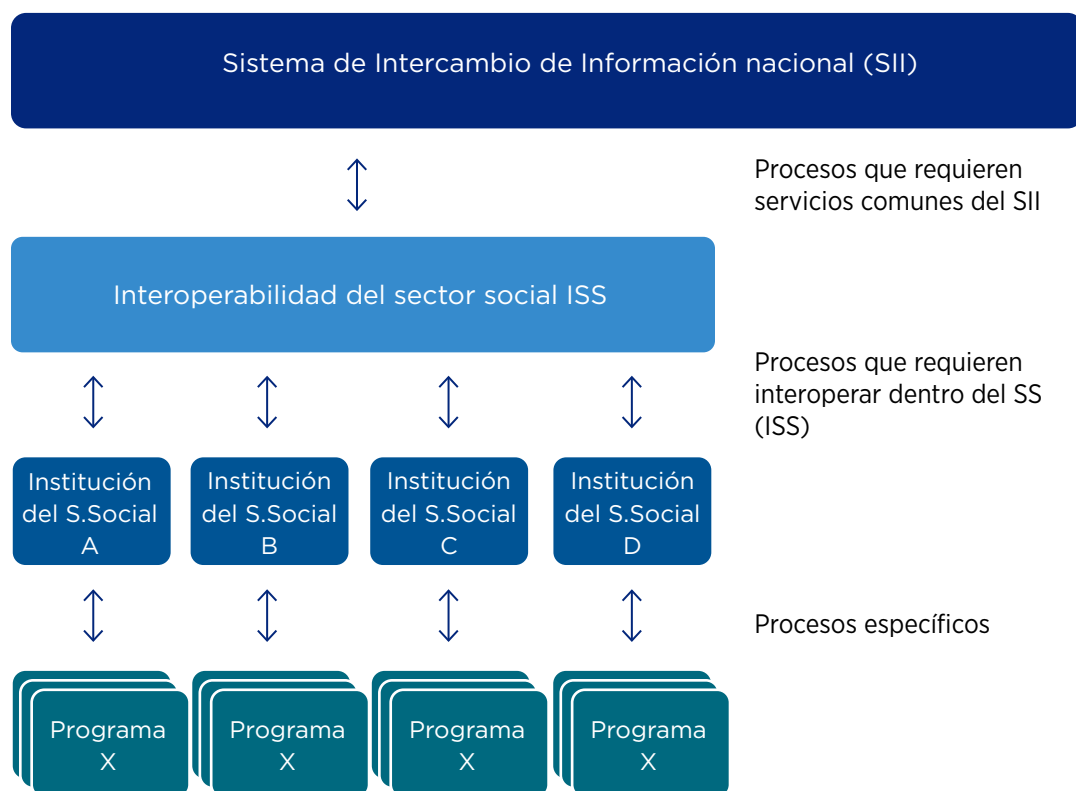 Sistema de Intercambio de Información nacional (SII)
Procesos que requieren
servicios comunes del SII
Interoperabilidad del sector social ISS
Procesos que requieren
interoperar dentro del SS
(ISS)
Institución
del S.Social
A
Institución
del S.Social
B
Institución
del S.Social
C
Institución
del S.Social
D
Procesos específicos
Programa
X
Programa
X
Programa
X
Programa
X